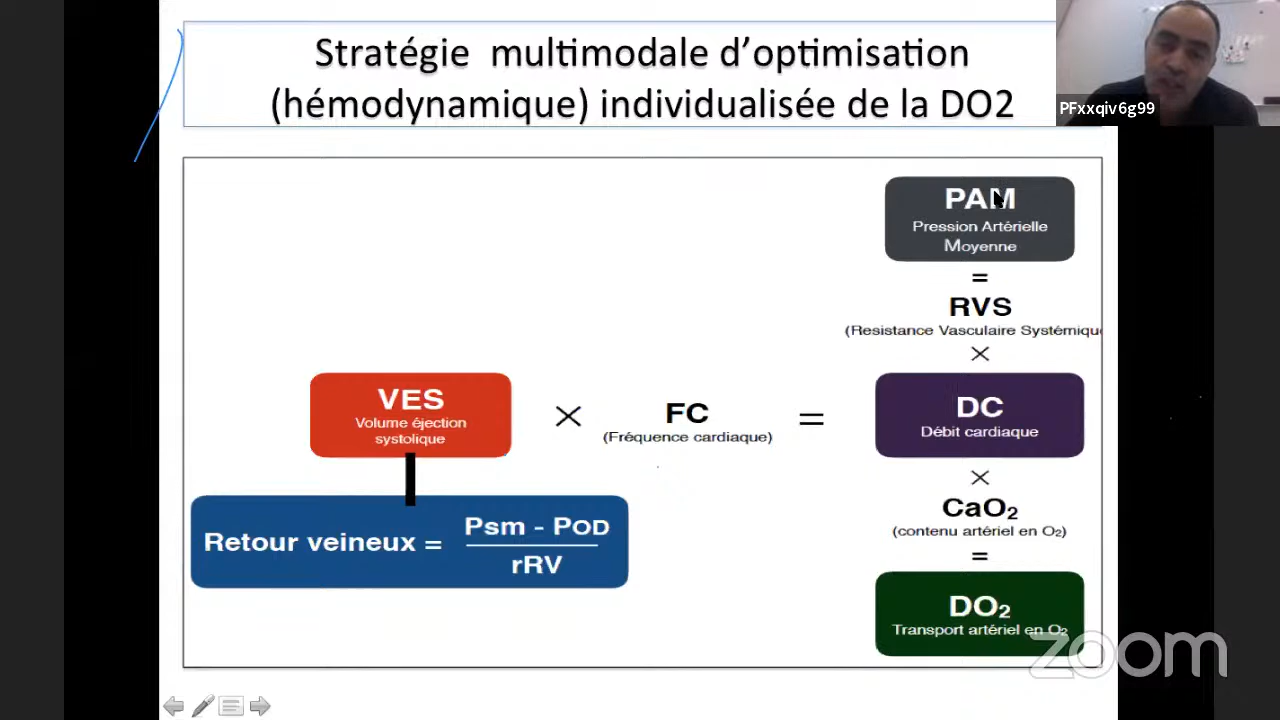 Stratégie multimodale d'optimisation
(hémodynamique) individualisée de la DO2
PFxxqiv6g99
PAM
Pression Artérielle
Moyenne
=
RVS
(Resistance Vasculaire Systémiqu
×
VES
Volume éjection
systolique
×
FC
(Fréquence cardiaque)
=
DC
Débit cardiaque
×
CaO₂
(contenu artériel en O₂)
=
Retour veineux = Psm - POD
rRV
DO₂
Transport artériel en O₂
zoom